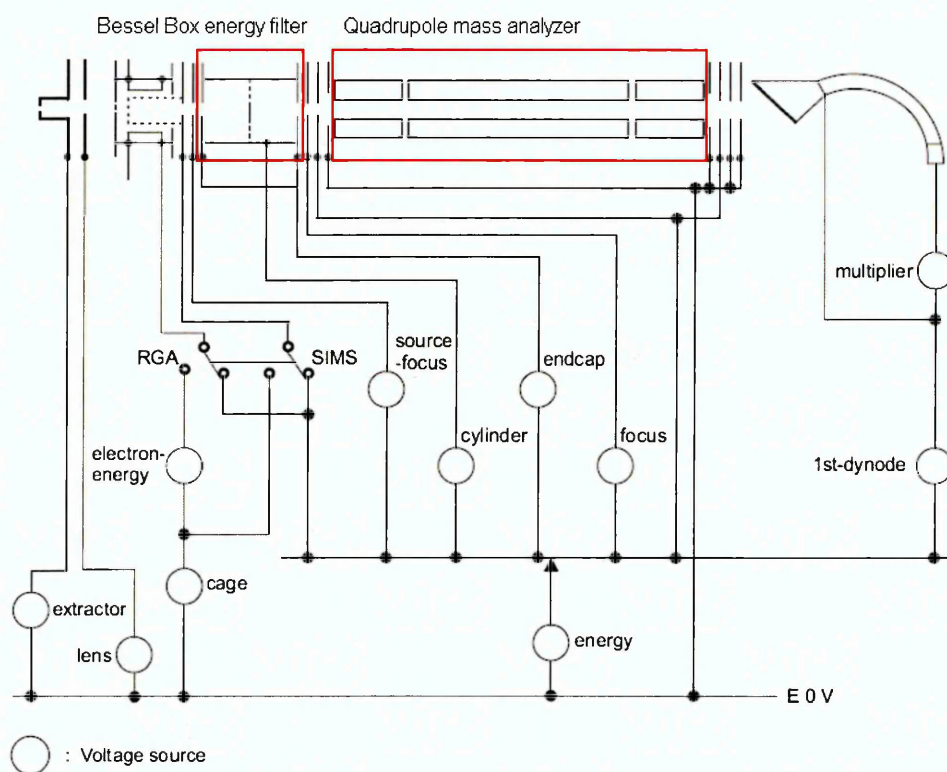 Bessel Box energy filter
Quadrupole mass analyzer
multiplier
RGA
SIMS
source
-focus
endcap
electron-
energy
cylinder
focus
1st-dynode
cage
extractor
lens
energy
E 0 V
: Voltage source